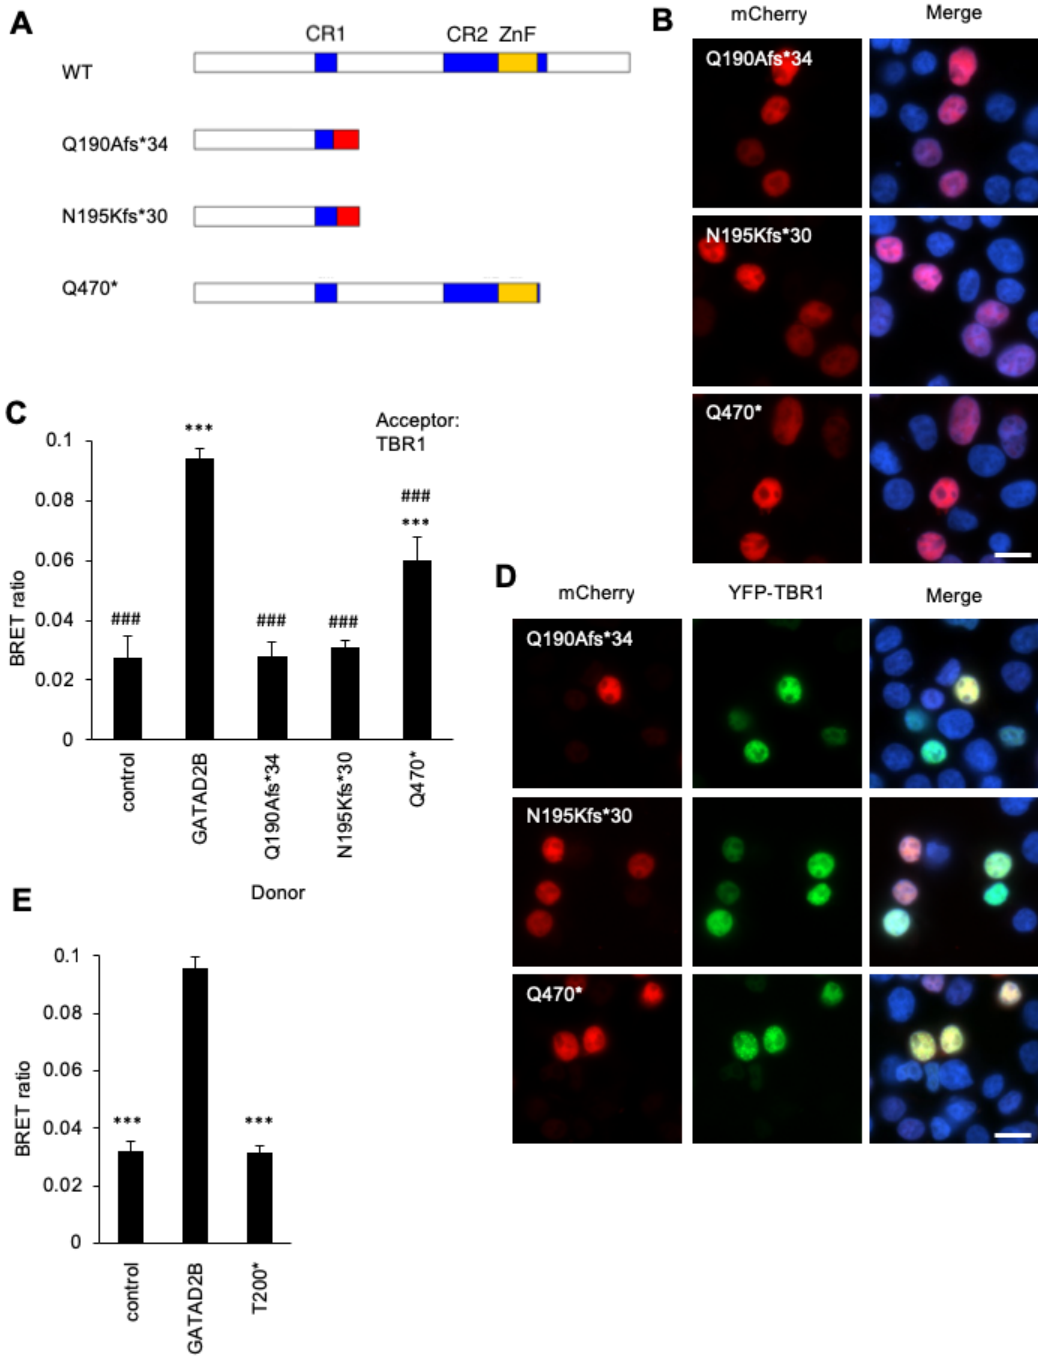 A
CR1
CR2
ZnF
WT
Q190Afs*34
N195Kfs*30
Q470*
B
mCherry
Merge
Q190Afs*34
N195Kfs*30
Q470*
C
Acceptor:
TBR1
BRET ratio
0.1
0.08
0.06
0.04
0.02
0
###
***
###
###
###
***
control
GATAD2B
Q190Afs*34
N195Kfs*30
Q470*
Donor
D
mCherry
YFP-TBR1
Merge
Q190Afs*34
N195Kfs*30
Q470*
E
BRET ratio
0.1
0.08
0.06
0.04
0.02
0
***
***
control
GATAD2B
T200*